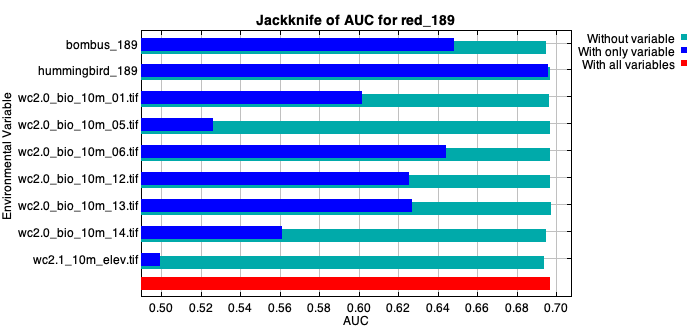 Jackknife of AUC for red_189
Environmental Variable
bombus_189
hummingbird_189
wc2.0_bio_10m_01.tif
wc2.0_bio_10m_05.tif
wc2.0_bio_10m_06.tif
wc2.0_bio_10m_12.tif
wc2.0_bio_10m_13.tif
wc2.0_bio_10m_14.tif
wc2.1_10m_elev.tif
0.50 0.52 0.54 0.56 0.58 0.60 0.62 0.64 0.66 0.68 0.70
AUC
Without variable
With only variable
With all variables